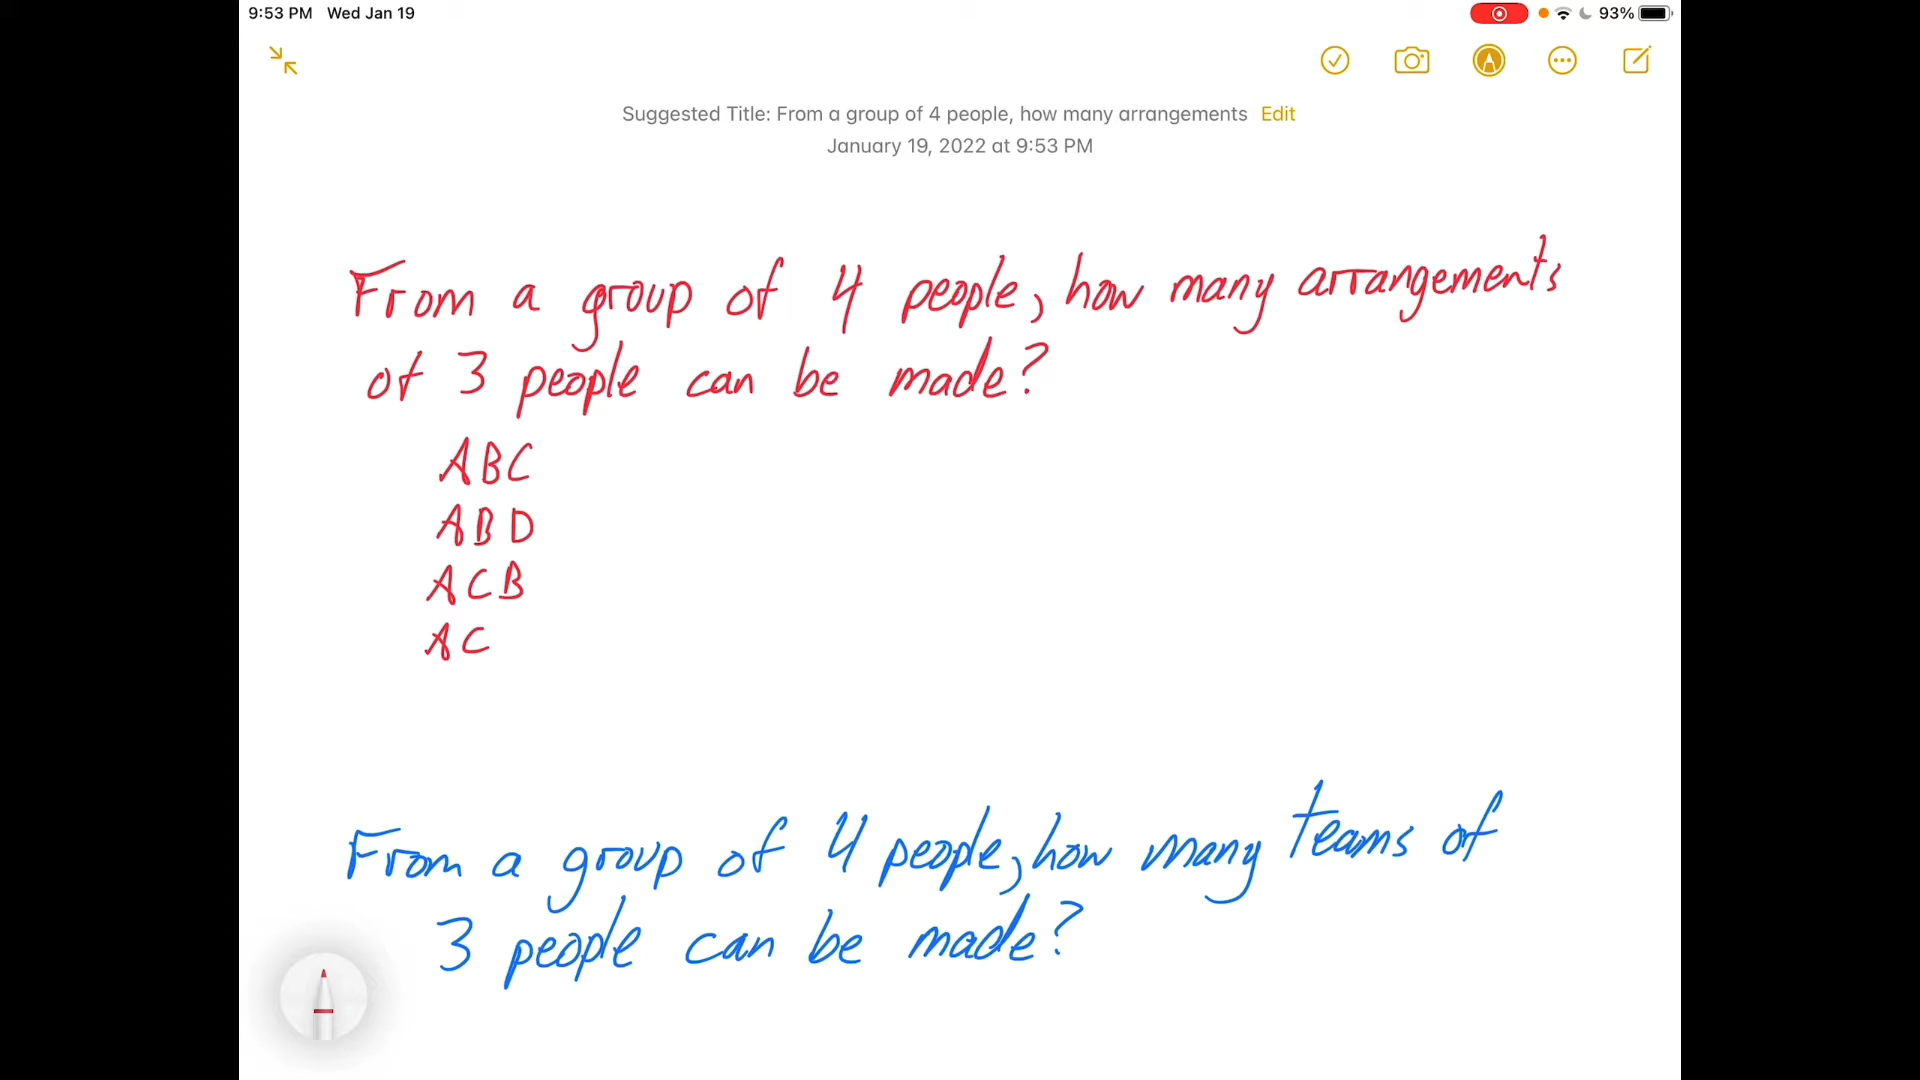 9:53 PM Wed Jan 19
93%
Suggested Title: From a group of 4 people, how many arrangements Edit
January 19, 2022 at 9:53 PM
From a group of 4 people, how many arrangements
of 3 people can be made?
ABC
ABD
ACB
AC
From a group of 4 people, how many teams of
3 people can be made?